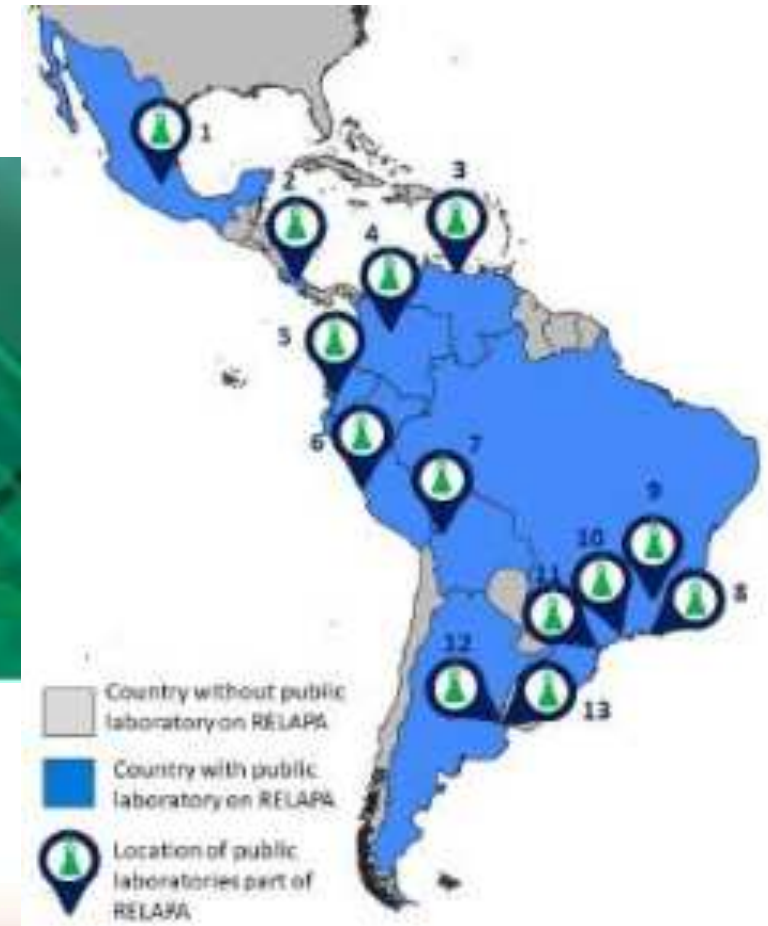 1
2
3
4
5
6
7
9
10
8
11
12
13
Country without public
laboratory on RELAPA
Country with public
laboratory on RELAPA
Location of public
laboratories part of
RELAPA